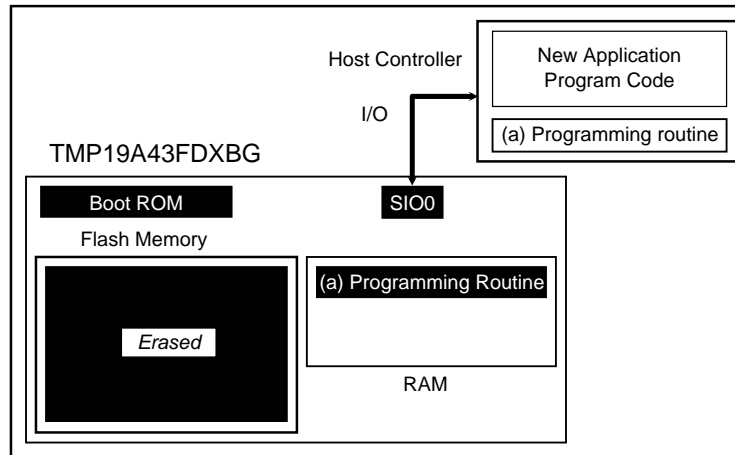 New Application
Program Code
Host Controller
I/O
(a) Programming routine
TMP19A43FDXBG
Boot ROM
SIO0
Flash Memory
(a) Programming Routine
Erased
RAM